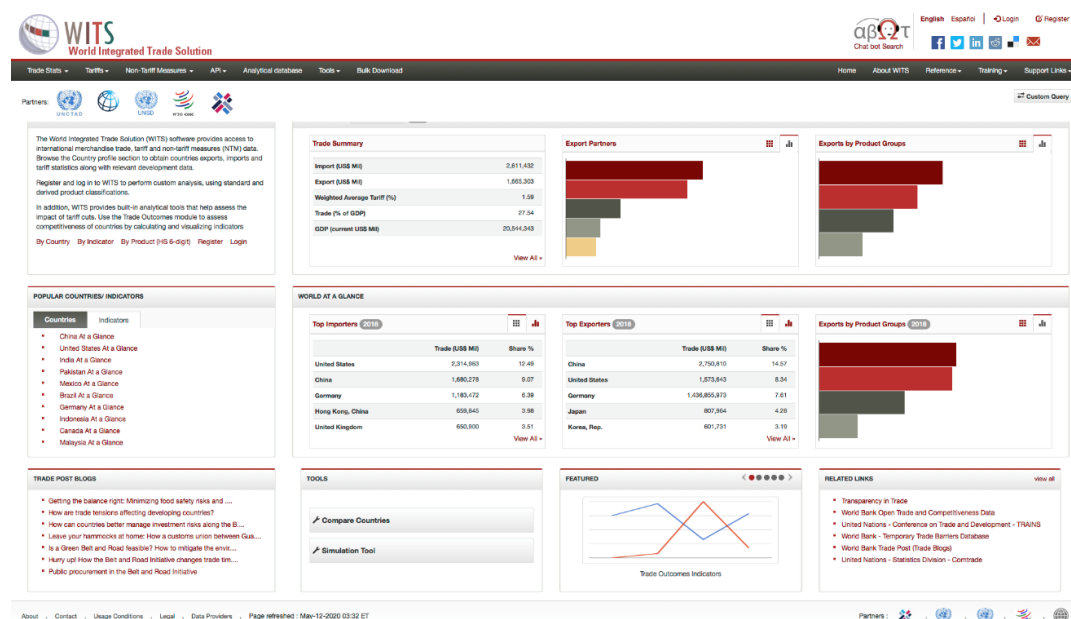 WITS
World Integrated Trade Solution
αβΩτ
Chat bot Search
English Español Login Register
Trade Stats Tariffs Non-Tariff Measures API Analytical database Tools Bulk Download Home About WITS Reference Training Support Links
Partners: UNCTAD UNSD
Custom Query
The World Integrated Trade Solution (WITS) software provides access to
international merchandise trade, tariff and non-tariff measures (NTM) data.
Browse the Country profile section to obtain countries exports, imports and
tariff statistics along with relevant development data.
Register and log in to WITS to perform custom analysis, using standard and
derived product classifications.
In addition, WITS provides built-in analytical tools that help assess the
impact of tariff cuts. Use the Trade Outcomes module to assess
competitiveness of countries by calculating and visualizing indicators
By Country By Indicator By Product (HS 6-digit) Register Login
Trade Summary
Import (US$ Mil) 2,611,432
Export (US$ Mil) 1,665,303
Weighted Average Tariff (%) 1.59
Trade (% of GDP) 27.54
GDP (current US$ Mil) 20,544,343
View All »
Export Partners
Exports by Product Groups
POPULAR COUNTRIES/ INDICATORS
Countries Indicators
China At a Glance
United States At a Glance
India At a Glance
Pakistan At a Glance
Mexico At a Glance
Brazil At a Glance
Germany At a Glance
Indonesia At a Glance
Canada At a Glance
Malaysia At a Glance
WORLD AT A GLANCE
Top Importers 2018
Trade (US$ Mil) Share %
United States 2,314,963 12.49
China 1,680,278 9.07
Germany 1,183,472 6.39
Hong Kong, China 659,845 3.56
United Kingdom 650,900 3.51
View All »
Top Exporters 2018
Trade (US$ Mil) Share %
China 2,750,810 14.57
United States 1,573,643 8.34
Germany 1,436,855,973 7.61
Japan 807,964 4.28
Korea, Rep. 601,731 3.19
View All »
Exports by Product Groups 2018
TRADE POST BLOGS
Getting the balance right: Minimizing food safety risks and ....
How are trade tensions affecting developing countries?
How can countries better manage investment risks along the B....
Leave your hammocks at home: How a customs union between Gua....
Is a Green Belt and Road feasible? How to mitigate the envir....
Hurry up! How the Belt and Road Initiative changes trade tim....
Public procurement in the Belt and Road Initiative
TOOLS
Compare Countries
Simulation Tool
FEATURED
Trade Outcomes Indicators
RELATED LINKS View all
Transparency in Trade
World Bank Open Trade and Competitiveness Data
United Nations - Conference on Trade and Development - TRAINS
World Bank - Temporary Trade Barriers Database
World Bank Trade Post (Trade Blogs)
United Nations - Statistics Division - Comtrade
About , Contact , Usage Conditions , Legal , Data Providers , Page refreshed : May-12-2020 03:32 ET Partners :